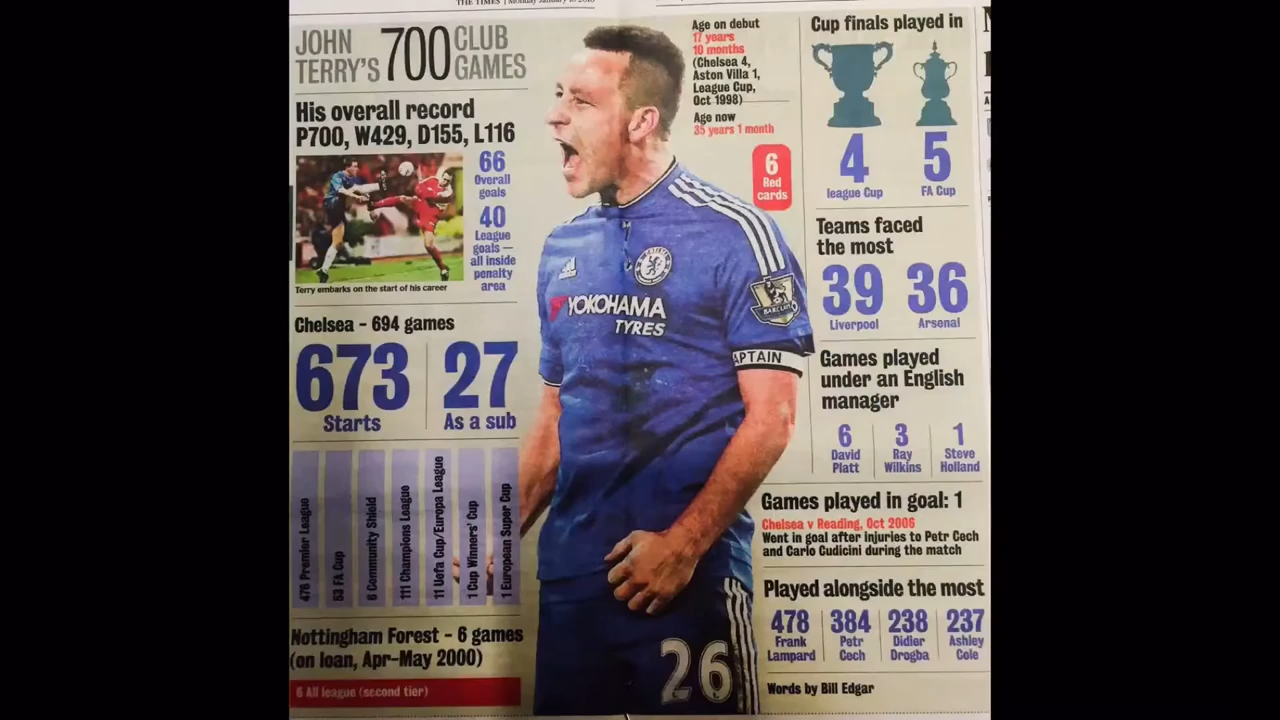 THE TIMES | Monday January
JOHN
TERRY'S 700 CLUB
GAMES
His overall record
P700, W429, D155, L116
66
Overall
goals
40
League
goals —
all inside
penalty
area
Terry embarks on the start of his career
Chelsea - 694 games
673
Starts
27
As a sub
476 Premier League
53 FA Cup
6 Community Shield
111 Champions League
11 Uefa Cup/Europa League
1 Cup Winners' Cup
1 European Super Cup
Nottingham Forest - 6 games
(on loan, Apr-May 2000)
6 All league (second tier)
Age on debut
17 years
10 months
(Chelsea 4,
Aston Villa 1,
League Cup,
Oct 1998)
Age now
35 years 1 month
6
Red
cards
YOKOHAMA
TYRES
BARCLAYS
APTAIN
26
Cup finals played in
4
league Cup
5
FA Cup
Teams faced
the most
39
Liverpool
36
Arsenal
Games played
under an English
manager
6
David
Platt
3
Ray
Wilkins
1
Steve
Holland
Games played in goal: 1
Chelsea v Reading, Oct 2006
Went in goal after injuries to Petr Cech
and Carlo Cudicini during the match
Played alongside the most
478
Frank
Lampard
384
Petr
Cech
238
Didier
Drogba
237
Ashley
Cole
Words by Bill Edgar